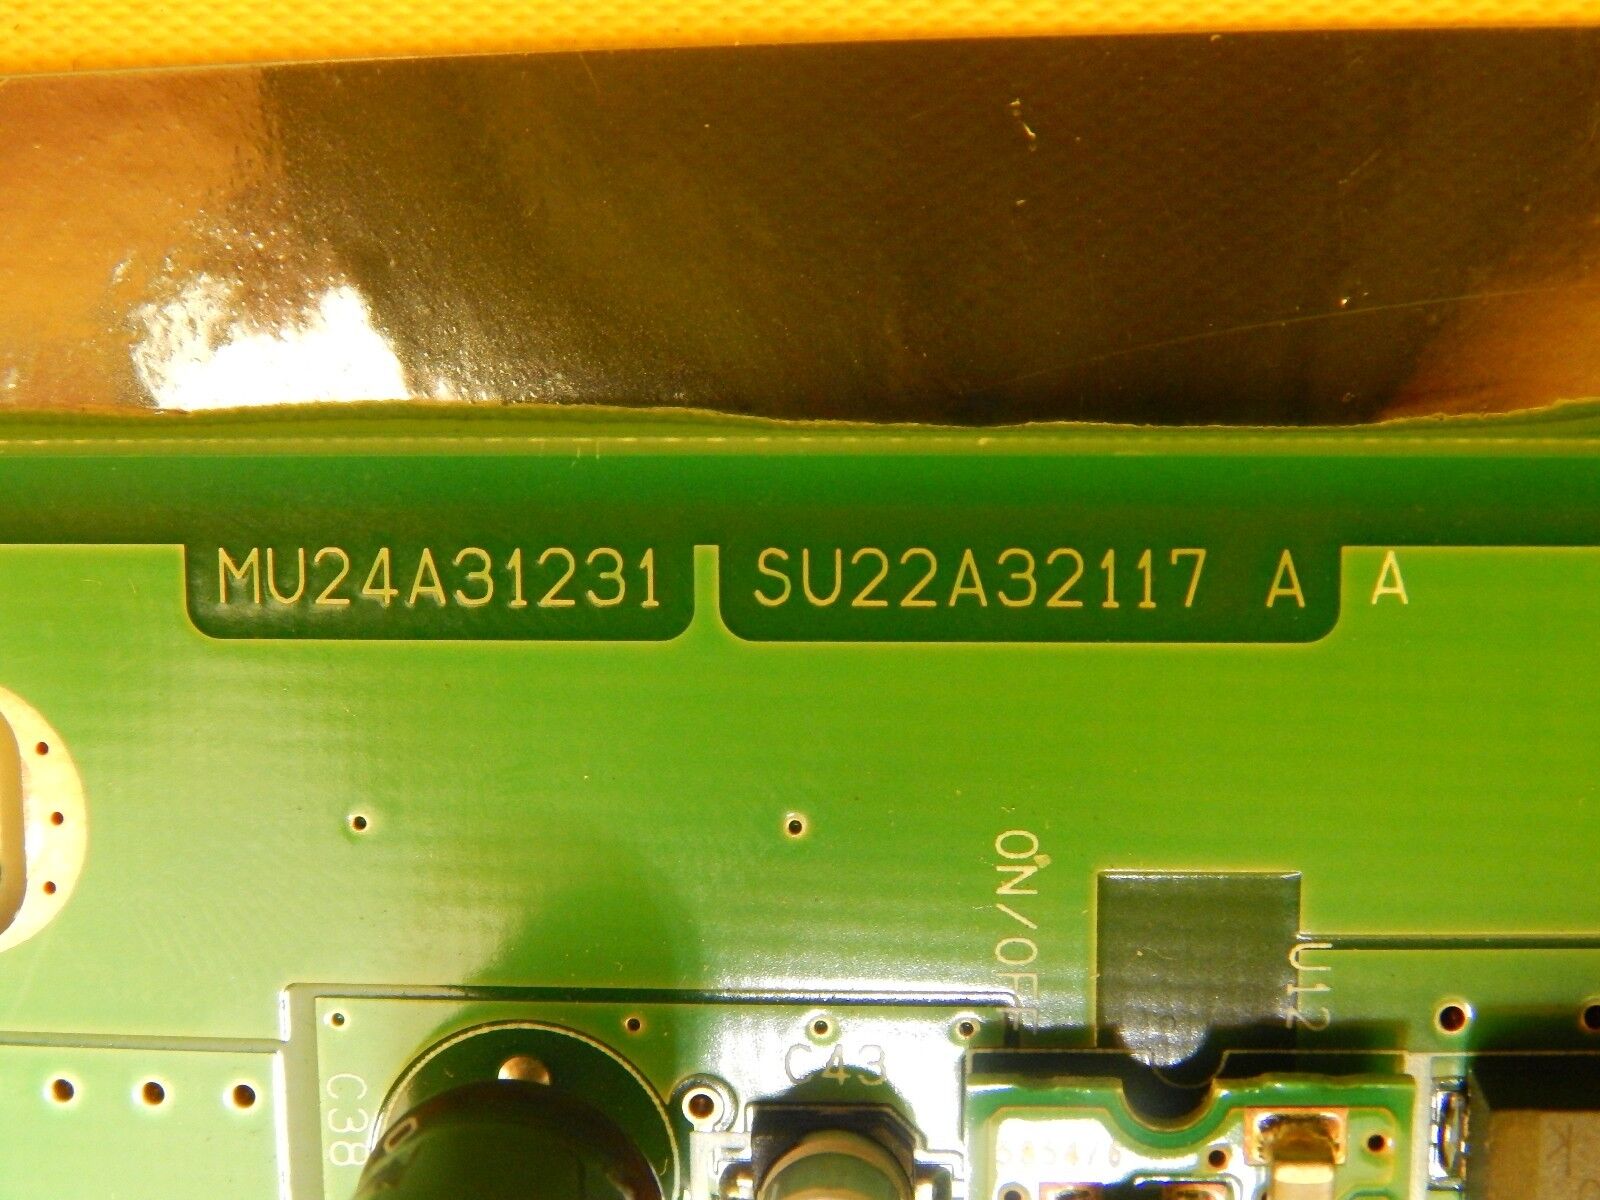 MU24A31231 SU22A32117 A A
ON/OFF
U12
C43
C38